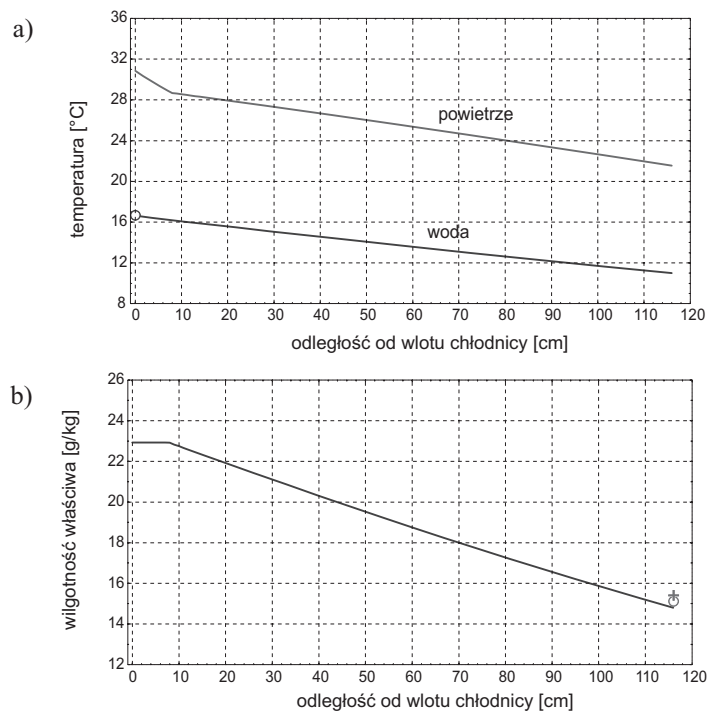 a)
36
32
28
24
20
16
12
8
temperatura [°C]
powietrze
woda
0 10 20 30 40 50 60 70 80 90 100 110 120
odległość od wlotu chłodnicy [cm]
b)
26
24
22
20
18
16
14
12
wilgotność właściwa [g/kg]
0 10 20 30 40 50 60 70 80 90 100 110 120
odległość od wlotu chłodnicy [cm]